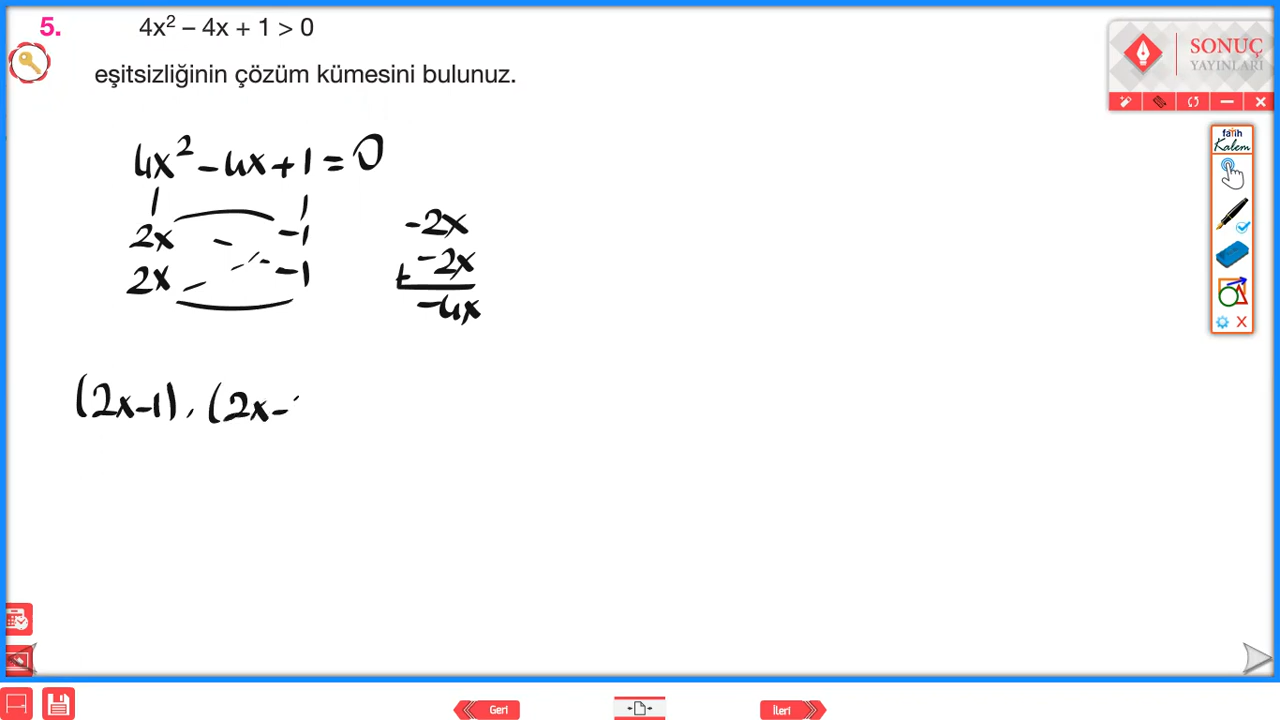 5. 4x² – 4x + 1 > 0
eşitsizliğinin çözüm kümesini bulunuz.
SONUÇ
YAYINLARI
fatih
Kalem
4x² - 4x + 1 = 0
2x -1
2x -1
-2x
+ -2x
-4x
(2x-1) . (2x-
Geri
İleri